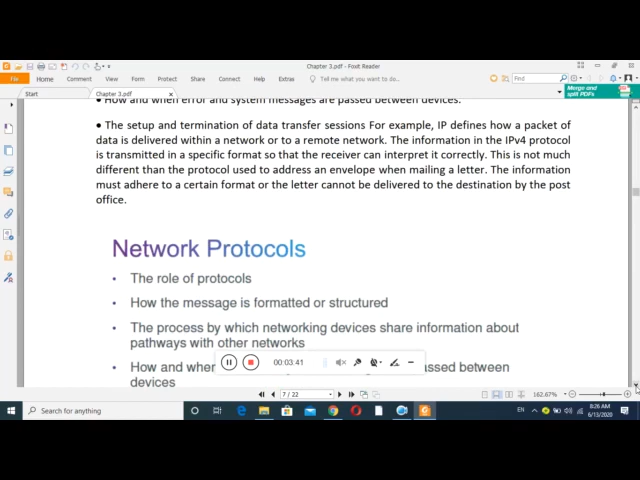 Chapter 3.pdf - Foxit Reader
File Home Comment View Form Protect Share Connect Help Extras Tell me what you want to do... Find
Start Chapter 3.pdf Merge and split PDFs
• How and when error and system messages are passed between devices.
• The setup and termination of data transfer sessions For example, IP defines how a packet of
data is delivered within a network or to a remote network. The information in the IPv4 protocol
is transmitted in a specific format so that the receiver can interpret it correctly. This is not much
different than the protocol used to address an envelope when mailing a letter. The information
must adhere to a certain format or the letter cannot be delivered to the destination by the post
office.
Network Protocols
• The role of protocols
• How the message is formatted or structured
• The process by which networking devices share information about
pathways with other networks
• How and when passed between
devices
00:03:41
7 / 22 162.67%
Search for anything EN 8:26 AM
6/13/2020